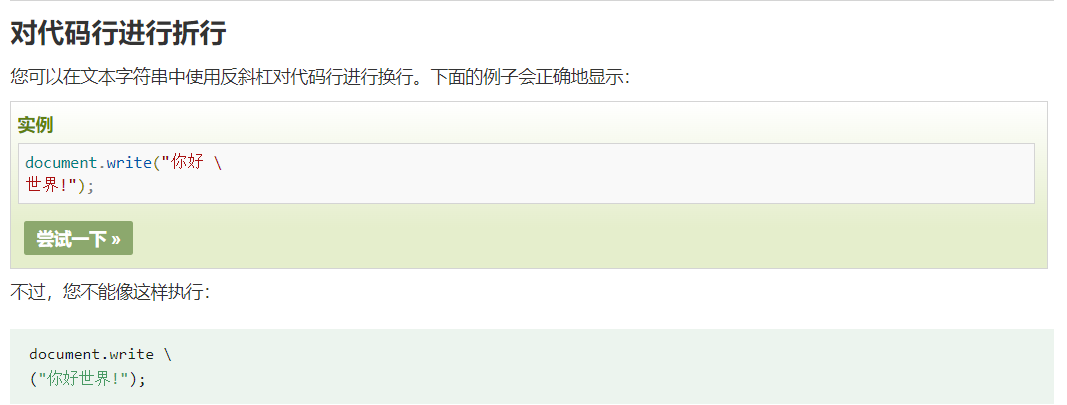 对代码行进行折行
您可以在文本字符串中使用反斜杠对代码行进行换行。下面的例子会正确地显示：
实例
document.write("你好 \
世界!");
尝试一下 »
不过，您不能像这样执行：
document.write \
("你好世界!");